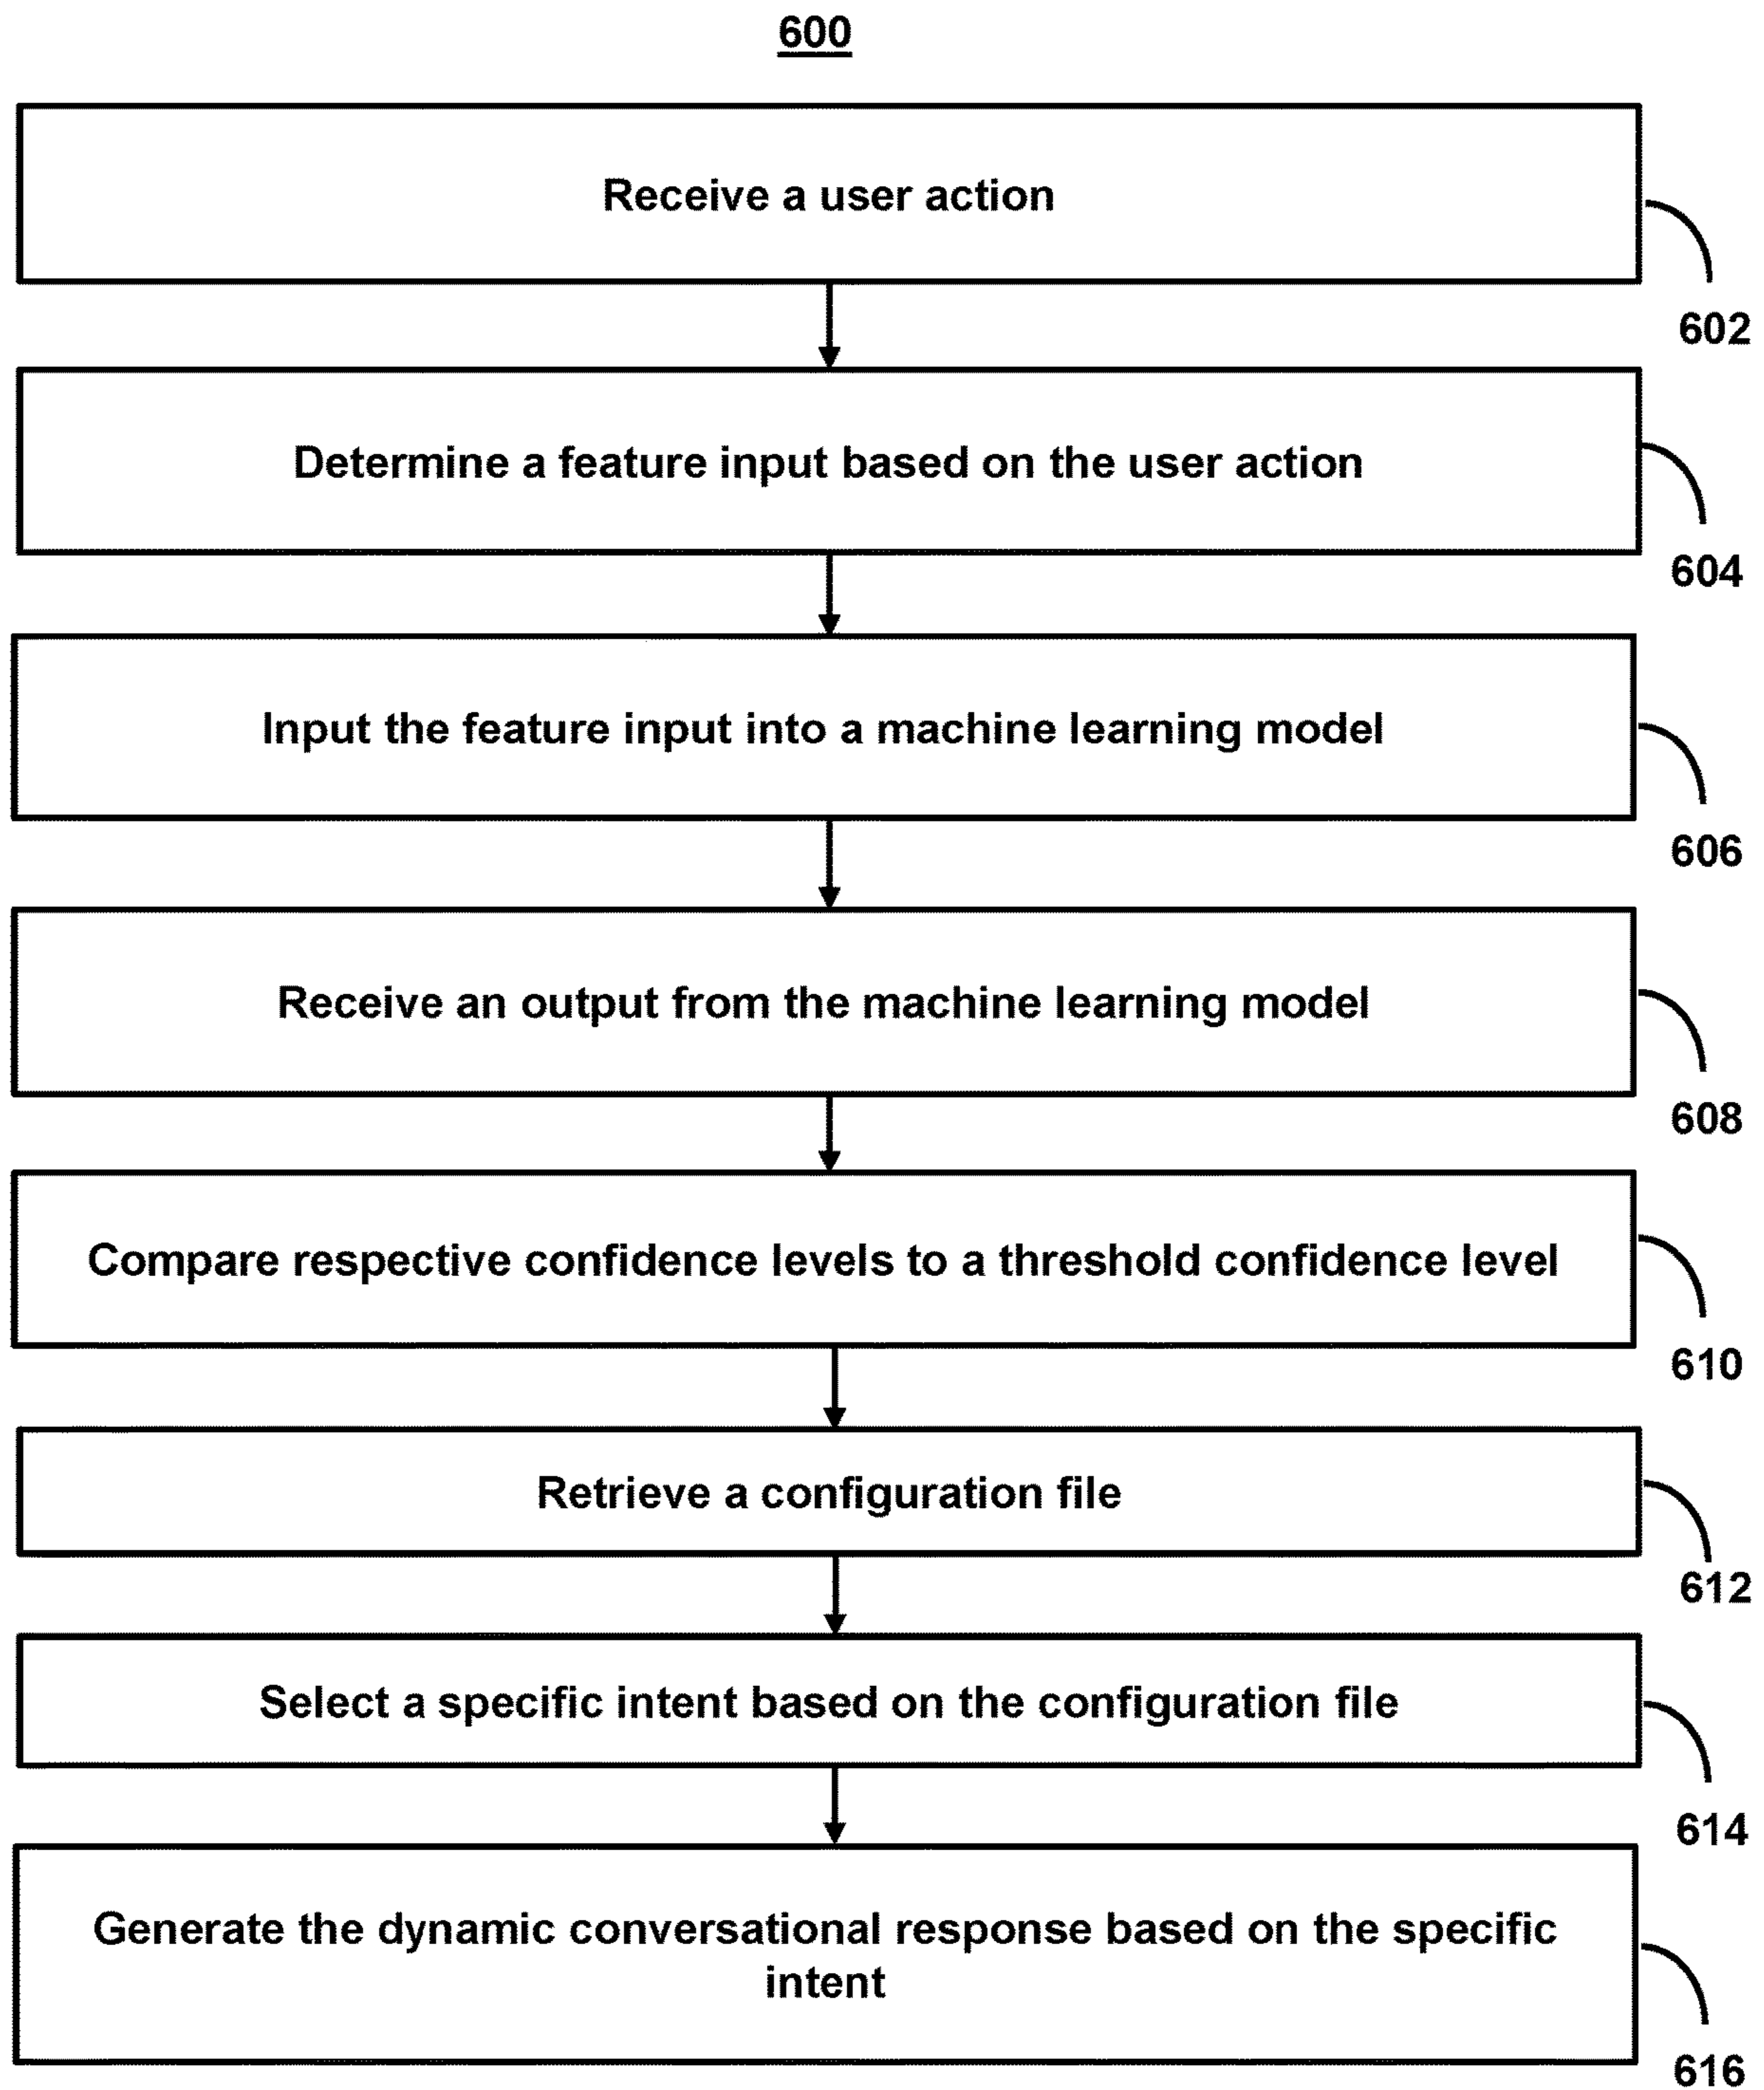 600
Receive a user action
602
Determine a feature input based on the user action
604
Input the feature input into a machine learning model
606
Receive an output from the machine learning model
608
Compare respective confidence levels to a threshold confidence level
610
Retrieve a configuration file
612
Select a specific intent based on the configuration file
614
Generate the dynamic conversational response based on the specific
intent
616